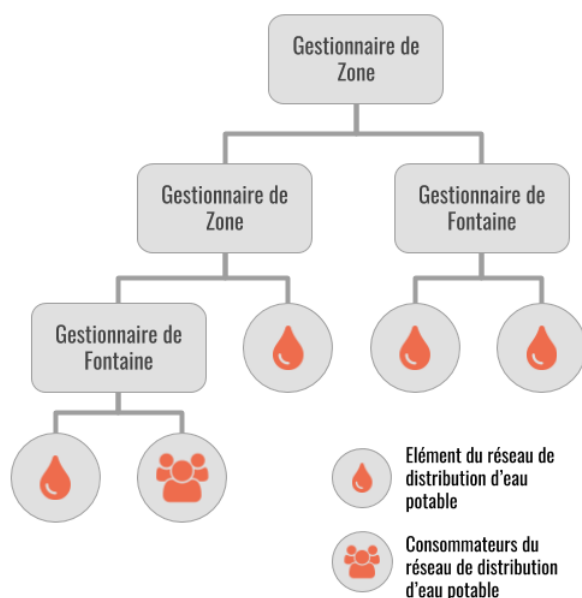 Gestionnaire de
Zone
Gestionnaire de
Zone
Gestionnaire de
Fontaine
Gestionnaire de
Fontaine
Elément du réseau de
distribution d'eau
potable
Consommateurs du
réseau de distribution
d'eau potable